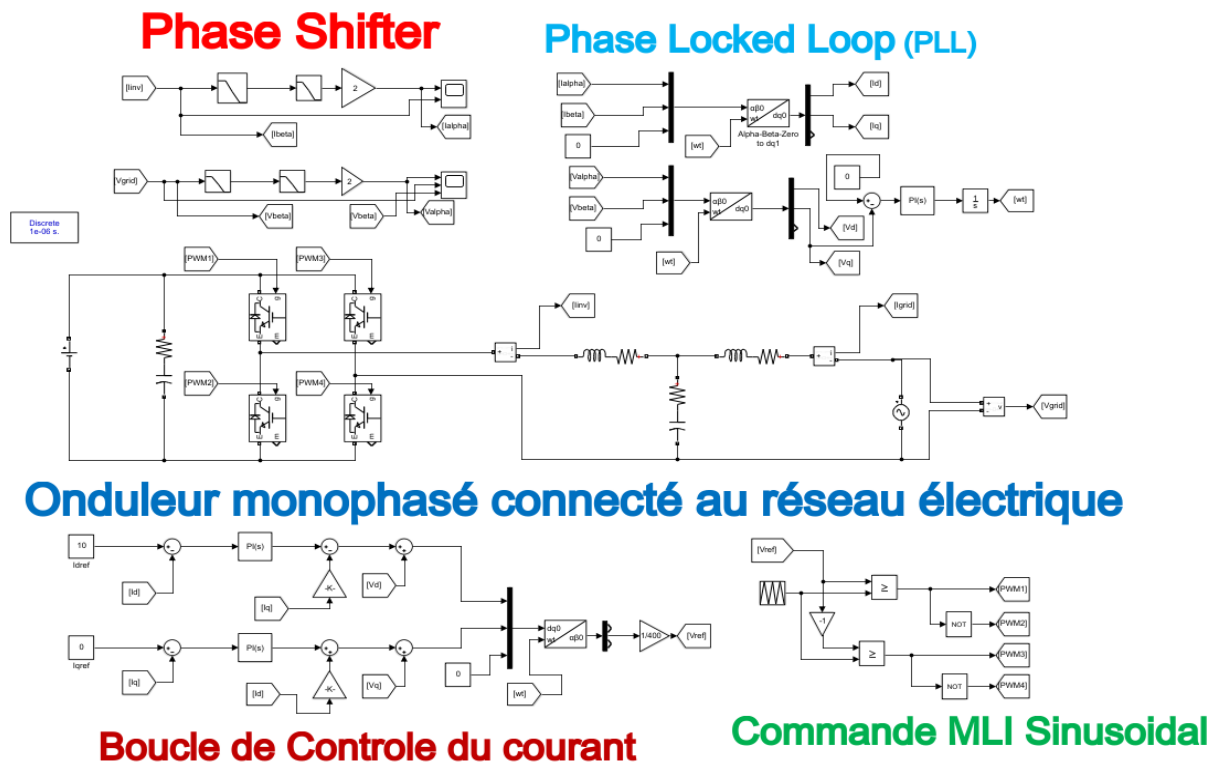 Phase Shifter
Phase Locked Loop (PLL)
[Iinv]
2
[Ibeta]
[Ialpha]
[Vgrid]
2
[Vbeta]
[Vbeta]
[Valpha]
Discrete
1e-06 s.
[Ialpha]
[Ibeta]
0
[wt]
αβ0
wt
dq0
Alpha-Beta-Zero
to dq1
[Id]
[Iq]
[Valpha]
[Vbeta]
0
[wt]
αβ0
wt
dq0
0
PI(s)
1
s
[wt]
[Vd]
[Vq]
[PWM1]
[PWM3]
C
g
E
m
C
g
E
m
[PWM2]
[PWM4]
C
g
E
m
C
g
E
m
+
-
i
[Iinv]
+
-
i
[Igrid]
+
-
v
[Vgrid]
Onduleur monophasé connecté au réseau électrique
10
Idref
[Id]
PI(s)
[Iq]
-K-
[Vd]
0
Iqref
[Iq]
PI(s)
[Id]
-K-
[Vq]
0
[wt]
dq0
wt
αβ0
1/400
[Vref]
[Vref]
-1
≥
≥
NOT
NOT
[PWM1]
[PWM2]
[PWM3]
[PWM4]
Boucle de Controle du courant
Commande MLI Sinusoidal